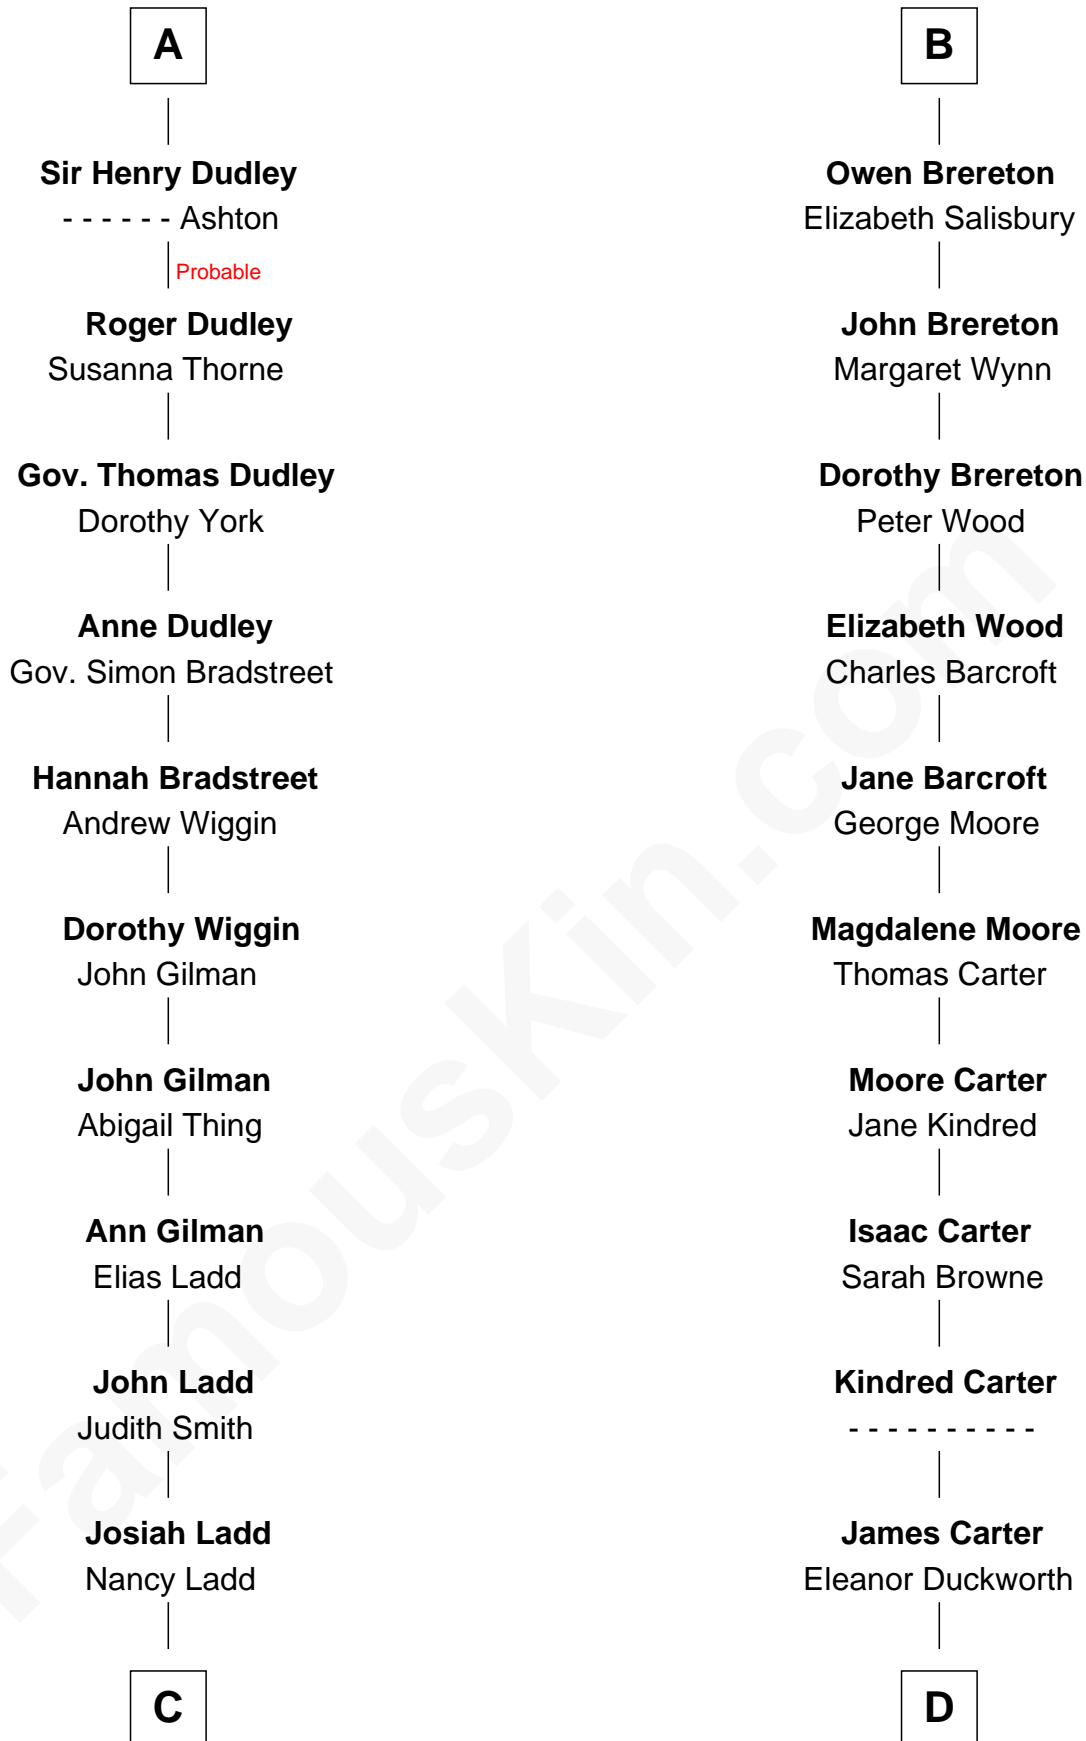 A
Sir Henry Dudley
- - - - - - Ashton
Probable
Roger Dudley
Susanna Thorne
Gov. Thomas Dudley
Dorothy York
Anne Dudley
Gov. Simon Bradstreet
Hannah Bradstreet
Andrew Wiggin
Dorothy Wiggin
John Gilman
John Gilman
Abigail Thing
Ann Gilman
Elias Ladd
John Ladd
Judith Smith
Josiah Ladd
Nancy Ladd
C
B
Owen Brereton
Elizabeth Salisbury
John Brereton
Margaret Wynn
Dorothy Brereton
Peter Wood
Elizabeth Wood
Charles Barcroft
Jane Barcroft
George Moore
Magdalene Moore
Thomas Carter
Moore Carter
Jane Kindred
Isaac Carter
Sarah Browne
Kindred Carter
- - - - - - - - - -
James Carter
Eleanor Duckworth
D
FamousKin.com